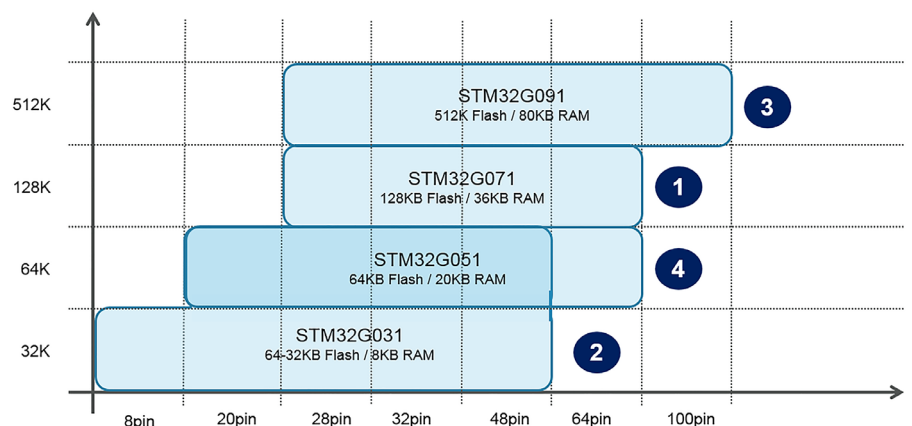 512K
STM32G091
512K Flash / 80KB RAM
3
128K
STM32G071
128KB Flash / 36KB RAM
1
64K
STM32G051
64KB Flash / 20KB RAM
4
32K
STM32G031
64-32KB Flash / 8KB RAM
2
8pin 20pin 28pin 32pin 48pin 64pin 100pin